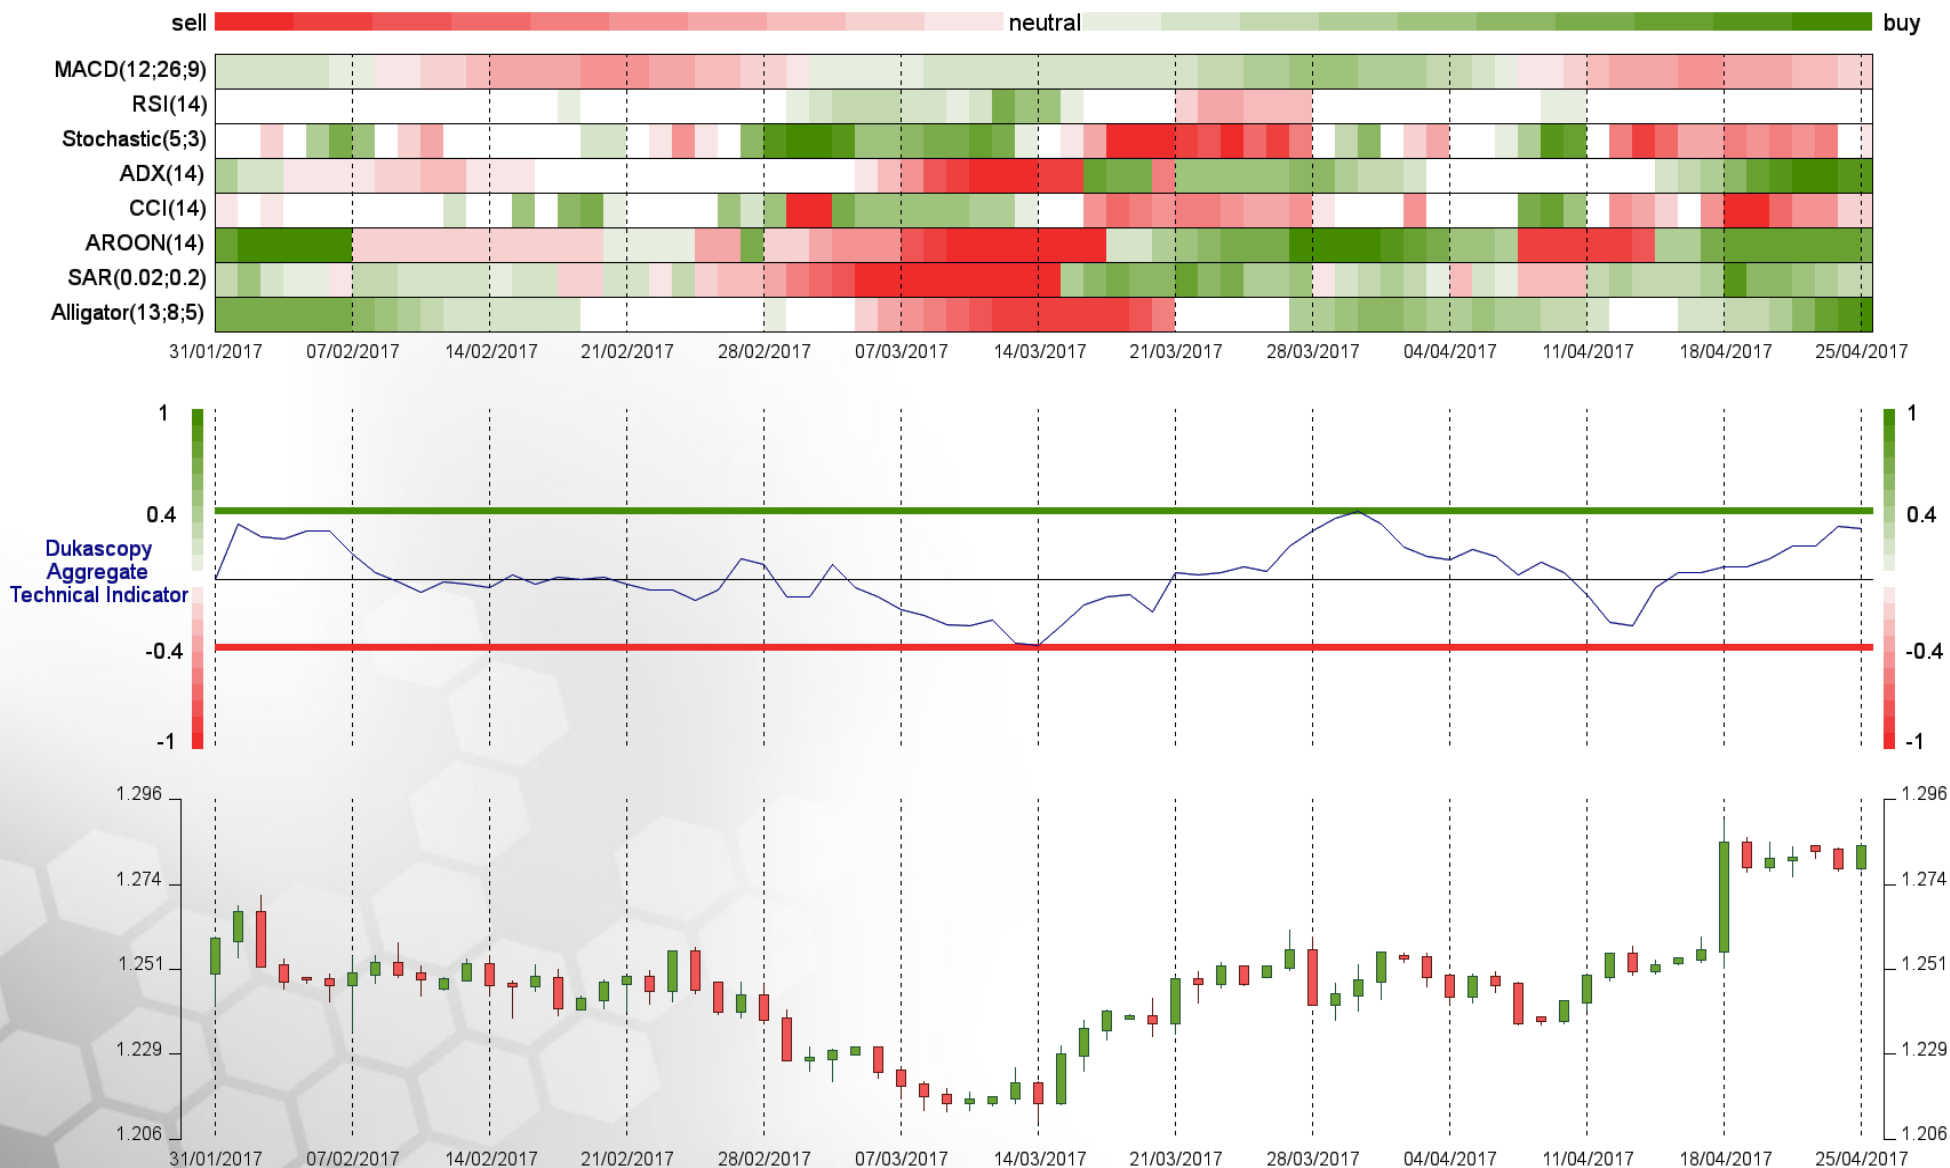 sell neutral buy
MACD(12;26;9)
RSI(14)
Stochastic(5;3)
ADX(14)
CCI(14)
AROON(14)
SAR(0.02;0.2)
Alligator(13;8;5)
31/01/2017 07/02/2017 14/02/2017 21/02/2017 28/02/2017 07/03/2017 14/03/2017 21/03/2017 28/03/2017 04/04/2017 11/04/2017 18/04/2017 25/04/2017
1 1
0.4 0.4
Dukascopy
Aggregate
Technical Indicator
-0.4 -0.4
-1 -1
1.296 1.296
1.274 1.274
1.251 1.251
1.229 1.229
1.206 1.206
31/01/2017 07/02/2017 14/02/2017 21/02/2017 28/02/2017 07/03/2017 14/03/2017 21/03/2017 28/03/2017 04/04/2017 11/04/2017 18/04/2017 25/04/2017